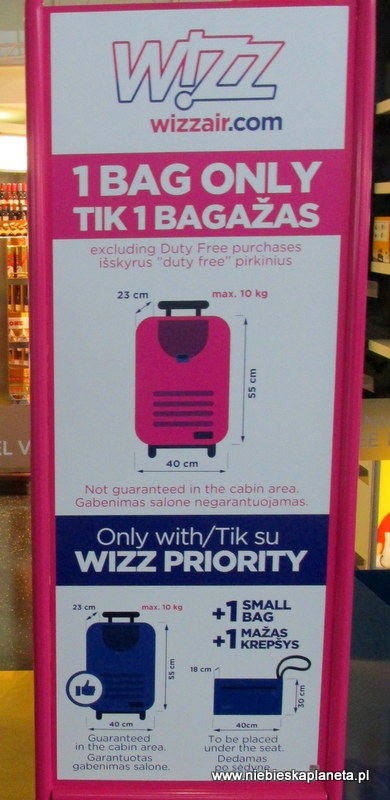 WIZZ
wizzair.com
1 BAG ONLY
TIK 1 BAGAŽAS
excluding Duty Free purchases
išskyrus "duty free" pirkinius
23 cm
max. 10 kg
55 cm
40 cm
Not guaranteed in the cabin area.
Gabenimas salone negarantuojamas.
Only with/Tik su
WIZZ PRIORITY
23 cm
max. 10 kg
55 cm
40 cm
Guaranteed
in the cabin area.
Garantuotas
gabenimas salone.
+1 SMALL
BAG
+1 MAŽAS
KREPŠYS
18 cm
30 cm
40cm
To be placed
under the seat.
Dedamas
po sėdyne.
www.niebieskaplaneta.pl